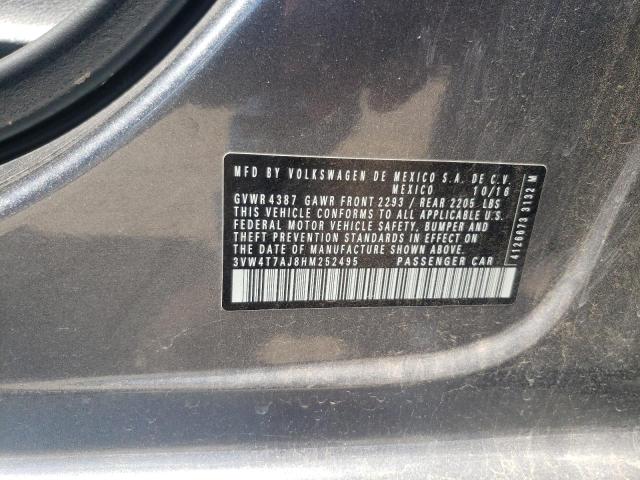 MFD BY VOLKSWAGEN DE MEXICO S.A. DE C.V.
MEXICO 10/16
GVWR 4387 GAWR FRONT 2293 / REAR 2205 LBS
THIS VEHICLE CONFORMS TO ALL APPLICABLE U.S.
FEDERAL MOTOR VEHICLE SAFETY, BUMPER AND
THEFT PREVENTION STANDARDS IN EFFECT ON
THE DATE OF MANUFACTURE SHOWN ABOVE.
3VW4T7AJ8HM252495 PASSENGER CAR
4126673 3132 M